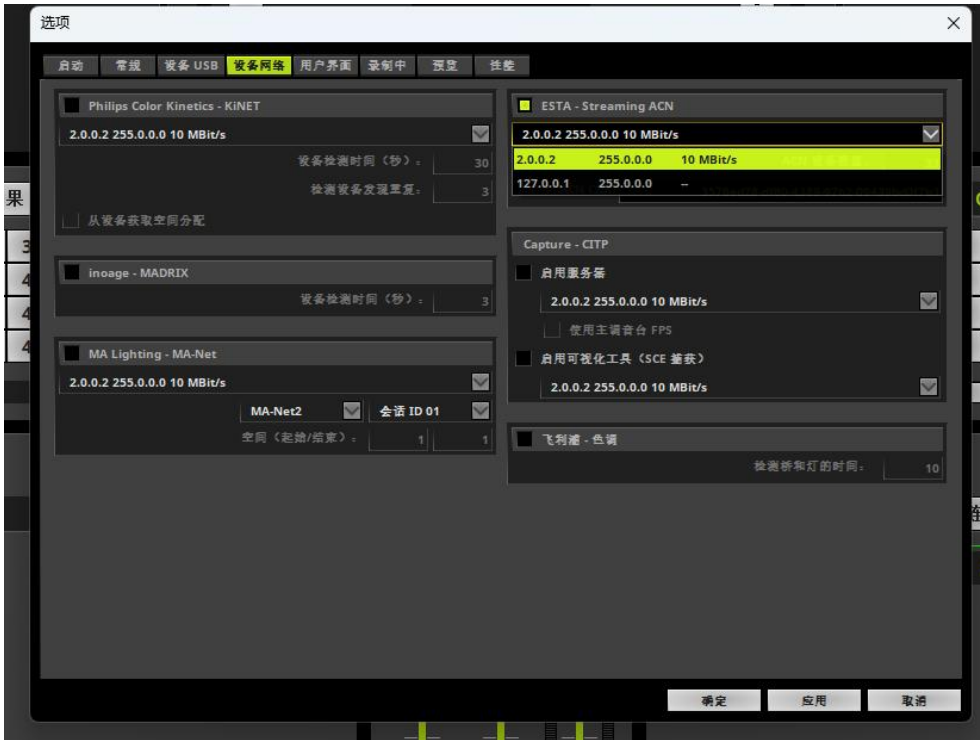 选项
启动 常规 设备 USB 设备网络 用户界面 录制中 预览 性能
Philips Color Kinetics - KiNET
2.0.0.2 255.0.0.0 10 MBit/s
设备检测时间（秒）： 30
检测设备发现重复： 3
从设备获取空间分配
inoage - MADRIX
设备检测时间（秒）： 3
MA Lighting - MA-Net
2.0.0.2 255.0.0.0 10 MBit/s
MA-Net2 会话 ID 01
空间（起始/结束）： 1 1
ESTA - Streaming ACN
2.0.0.2 255.0.0.0 10 MBit/s
2.0.0.2 255.0.0.0 10 MBit/s
127.0.0.1 255.0.0.0 --
Capture - CITP
启用服务器
2.0.0.2 255.0.0.0 10 MBit/s
使用主调音台 FPS
启用可视化工具（SCE 捕获）
2.0.0.2 255.0.0.0 10 MBit/s
飞利浦 - 色调
检测桥和灯的时间： 10
确定 应用 取消
果
3
4
4
4